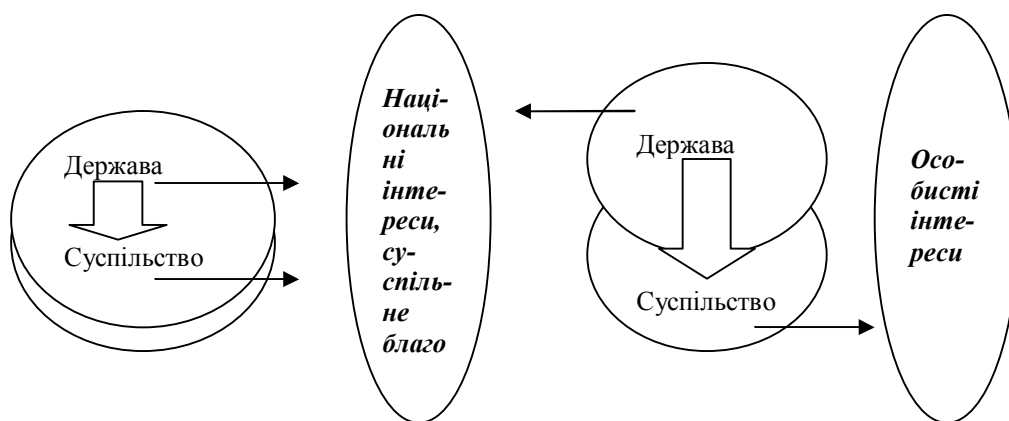 Держава
Суспільство
Наці-
ональ
ні
інте-
реси,
су-
спіль-
не
благо
Держава
Суспільство
Осо-
бисті
інте-
реси